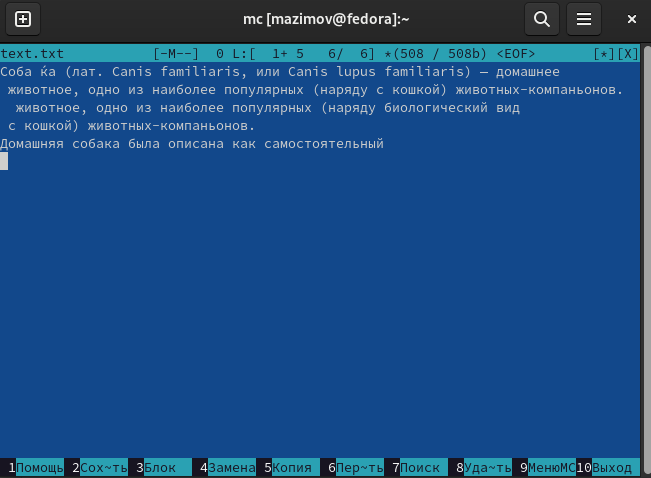 mc [mazimov@fedora]:~
text.txt [-M--] 0 L:[ 1+ 5 6/ 6] *(508 / 508b) <EOF> [*][X]
Соба ́ка (лат. Canis familiaris, или Canis lupus familiaris) — домашнее
животное, одно из наиболее популярных (наряду с кошкой) животных-компаньонов.
животное, одно из наиболее популярных (наряду биологический вид
с кошкой) животных-компаньонов.
Домашняя собака была описана как самостоятельный
1Помощь 2Сох~ть 3Блок 4Замена 5Копия 6Пер~ть 7Поиск 8Уда~ть 9МенюМС 10Выход